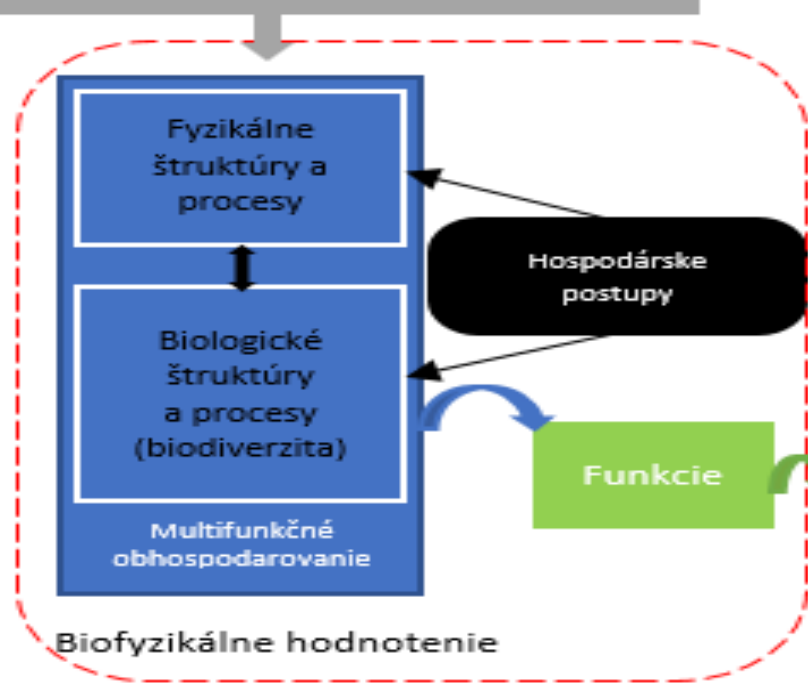 Fyzikálne
štruktúry a
procesy
Hospodárske
postupy
Biologické
štruktúry
a procesy
(biodiverzita)
Funkcie
Multifunkčné
obhospodarovanie
Biofyzikálne hodnotenie